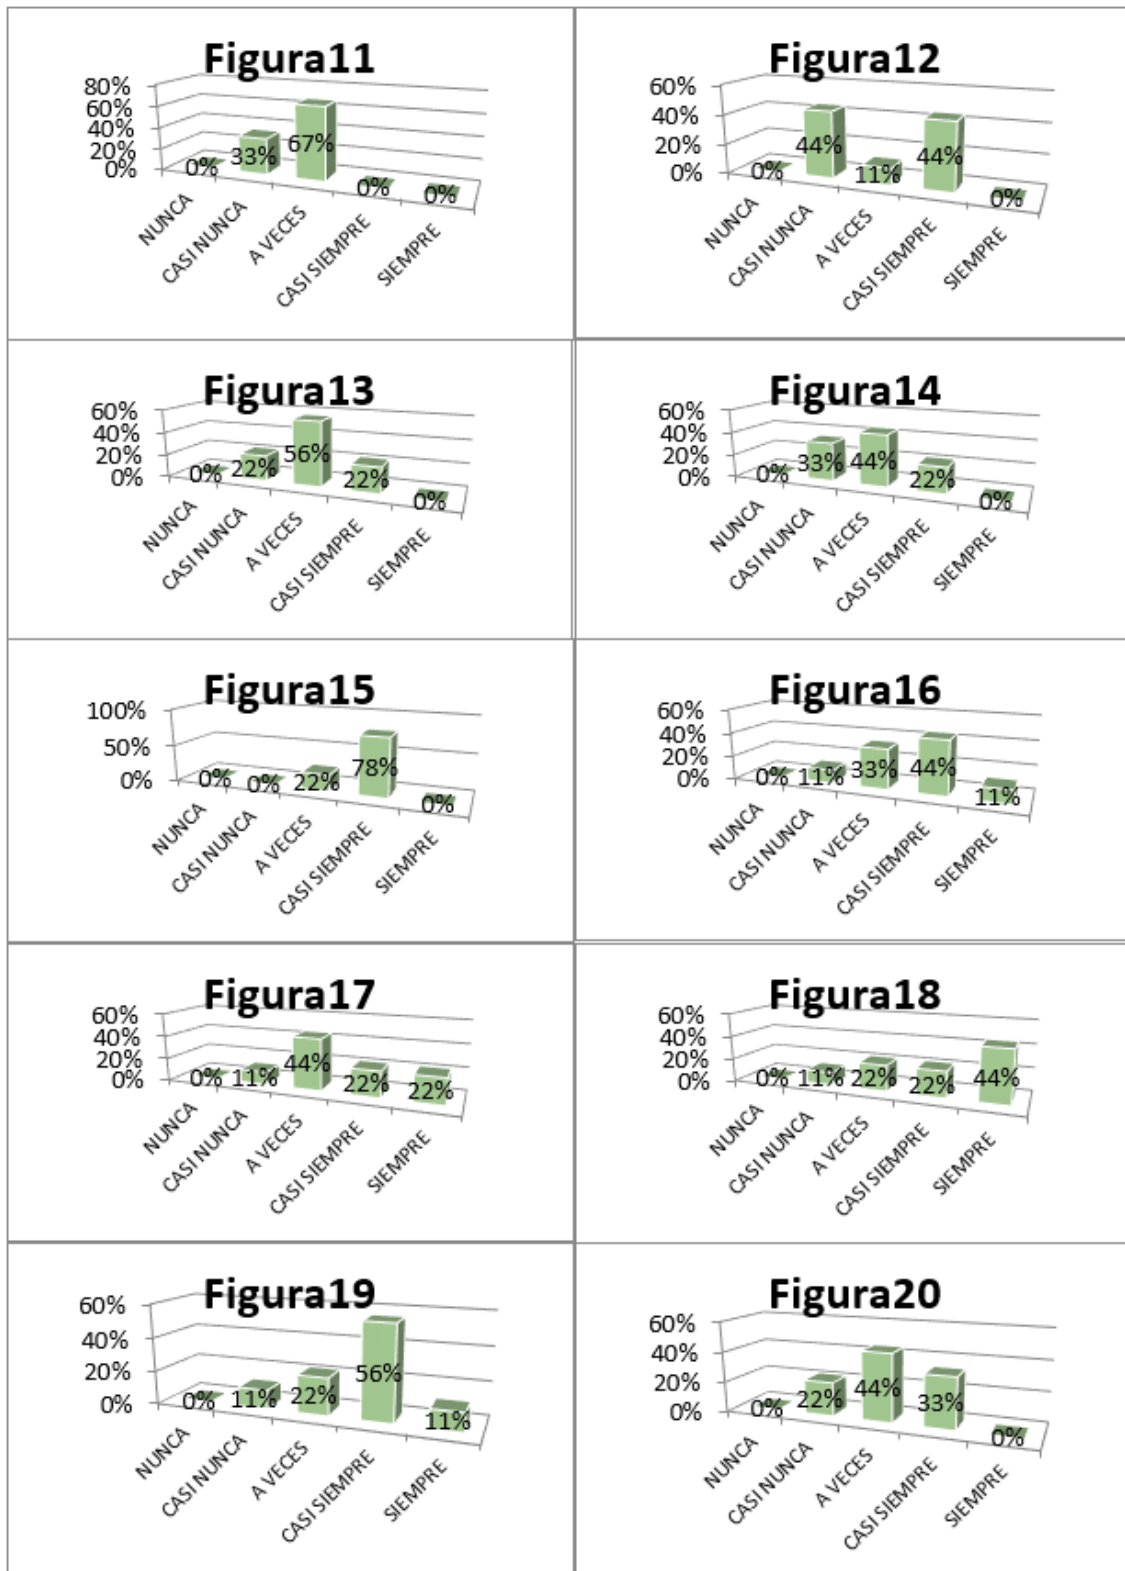 Figura11
80%
60%
40%
20%
0%
0%
33%
67%
0%
0%
NUNCA
CASI NUNCA
A VECES
CASI SIEMPRE
SIEMPRE
Figura12
60%
40%
20%
0%
0%
44%
11%
44%
0%
NUNCA
CASI NUNCA
A VECES
CASI SIEMPRE
SIEMPRE
Figura13
60%
40%
20%
0%
0%
22%
56%
22%
0%
NUNCA
CASI NUNCA
A VECES
CASI SIEMPRE
SIEMPRE
Figura14
60%
40%
20%
0%
0%
33%
44%
22%
0%
NUNCA
CASI NUNCA
A VECES
CASI SIEMPRE
SIEMPRE
Figura15
100%
50%
0%
0%
0%
22%
78%
0%
NUNCA
CASI NUNCA
A VECES
CASI SIEMPRE
SIEMPRE
Figura16
60%
40%
20%
0%
0%
11%
33%
44%
11%
NUNCA
CASI NUNCA
A VECES
CASI SIEMPRE
SIEMPRE
Figura17
60%
40%
20%
0%
0%
11%
44%
22%
22%
NUNCA
CASI NUNCA
A VECES
CASI SIEMPRE
SIEMPRE
Figura18
60%
40%
20%
0%
0%
11%
22%
22%
44%
NUNCA
CASI NUNCA
A VECES
CASI SIEMPRE
SIEMPRE
Figura19
60%
40%
20%
0%
0%
11%
22%
56%
11%
NUNCA
CASI NUNCA
A VECES
CASI SIEMPRE
SIEMPRE
Figura20
60%
40%
20%
0%
0%
22%
44%
33%
0%
NUNCA
CASI NUNCA
A VECES
CASI SIEMPRE
SIEMPRE